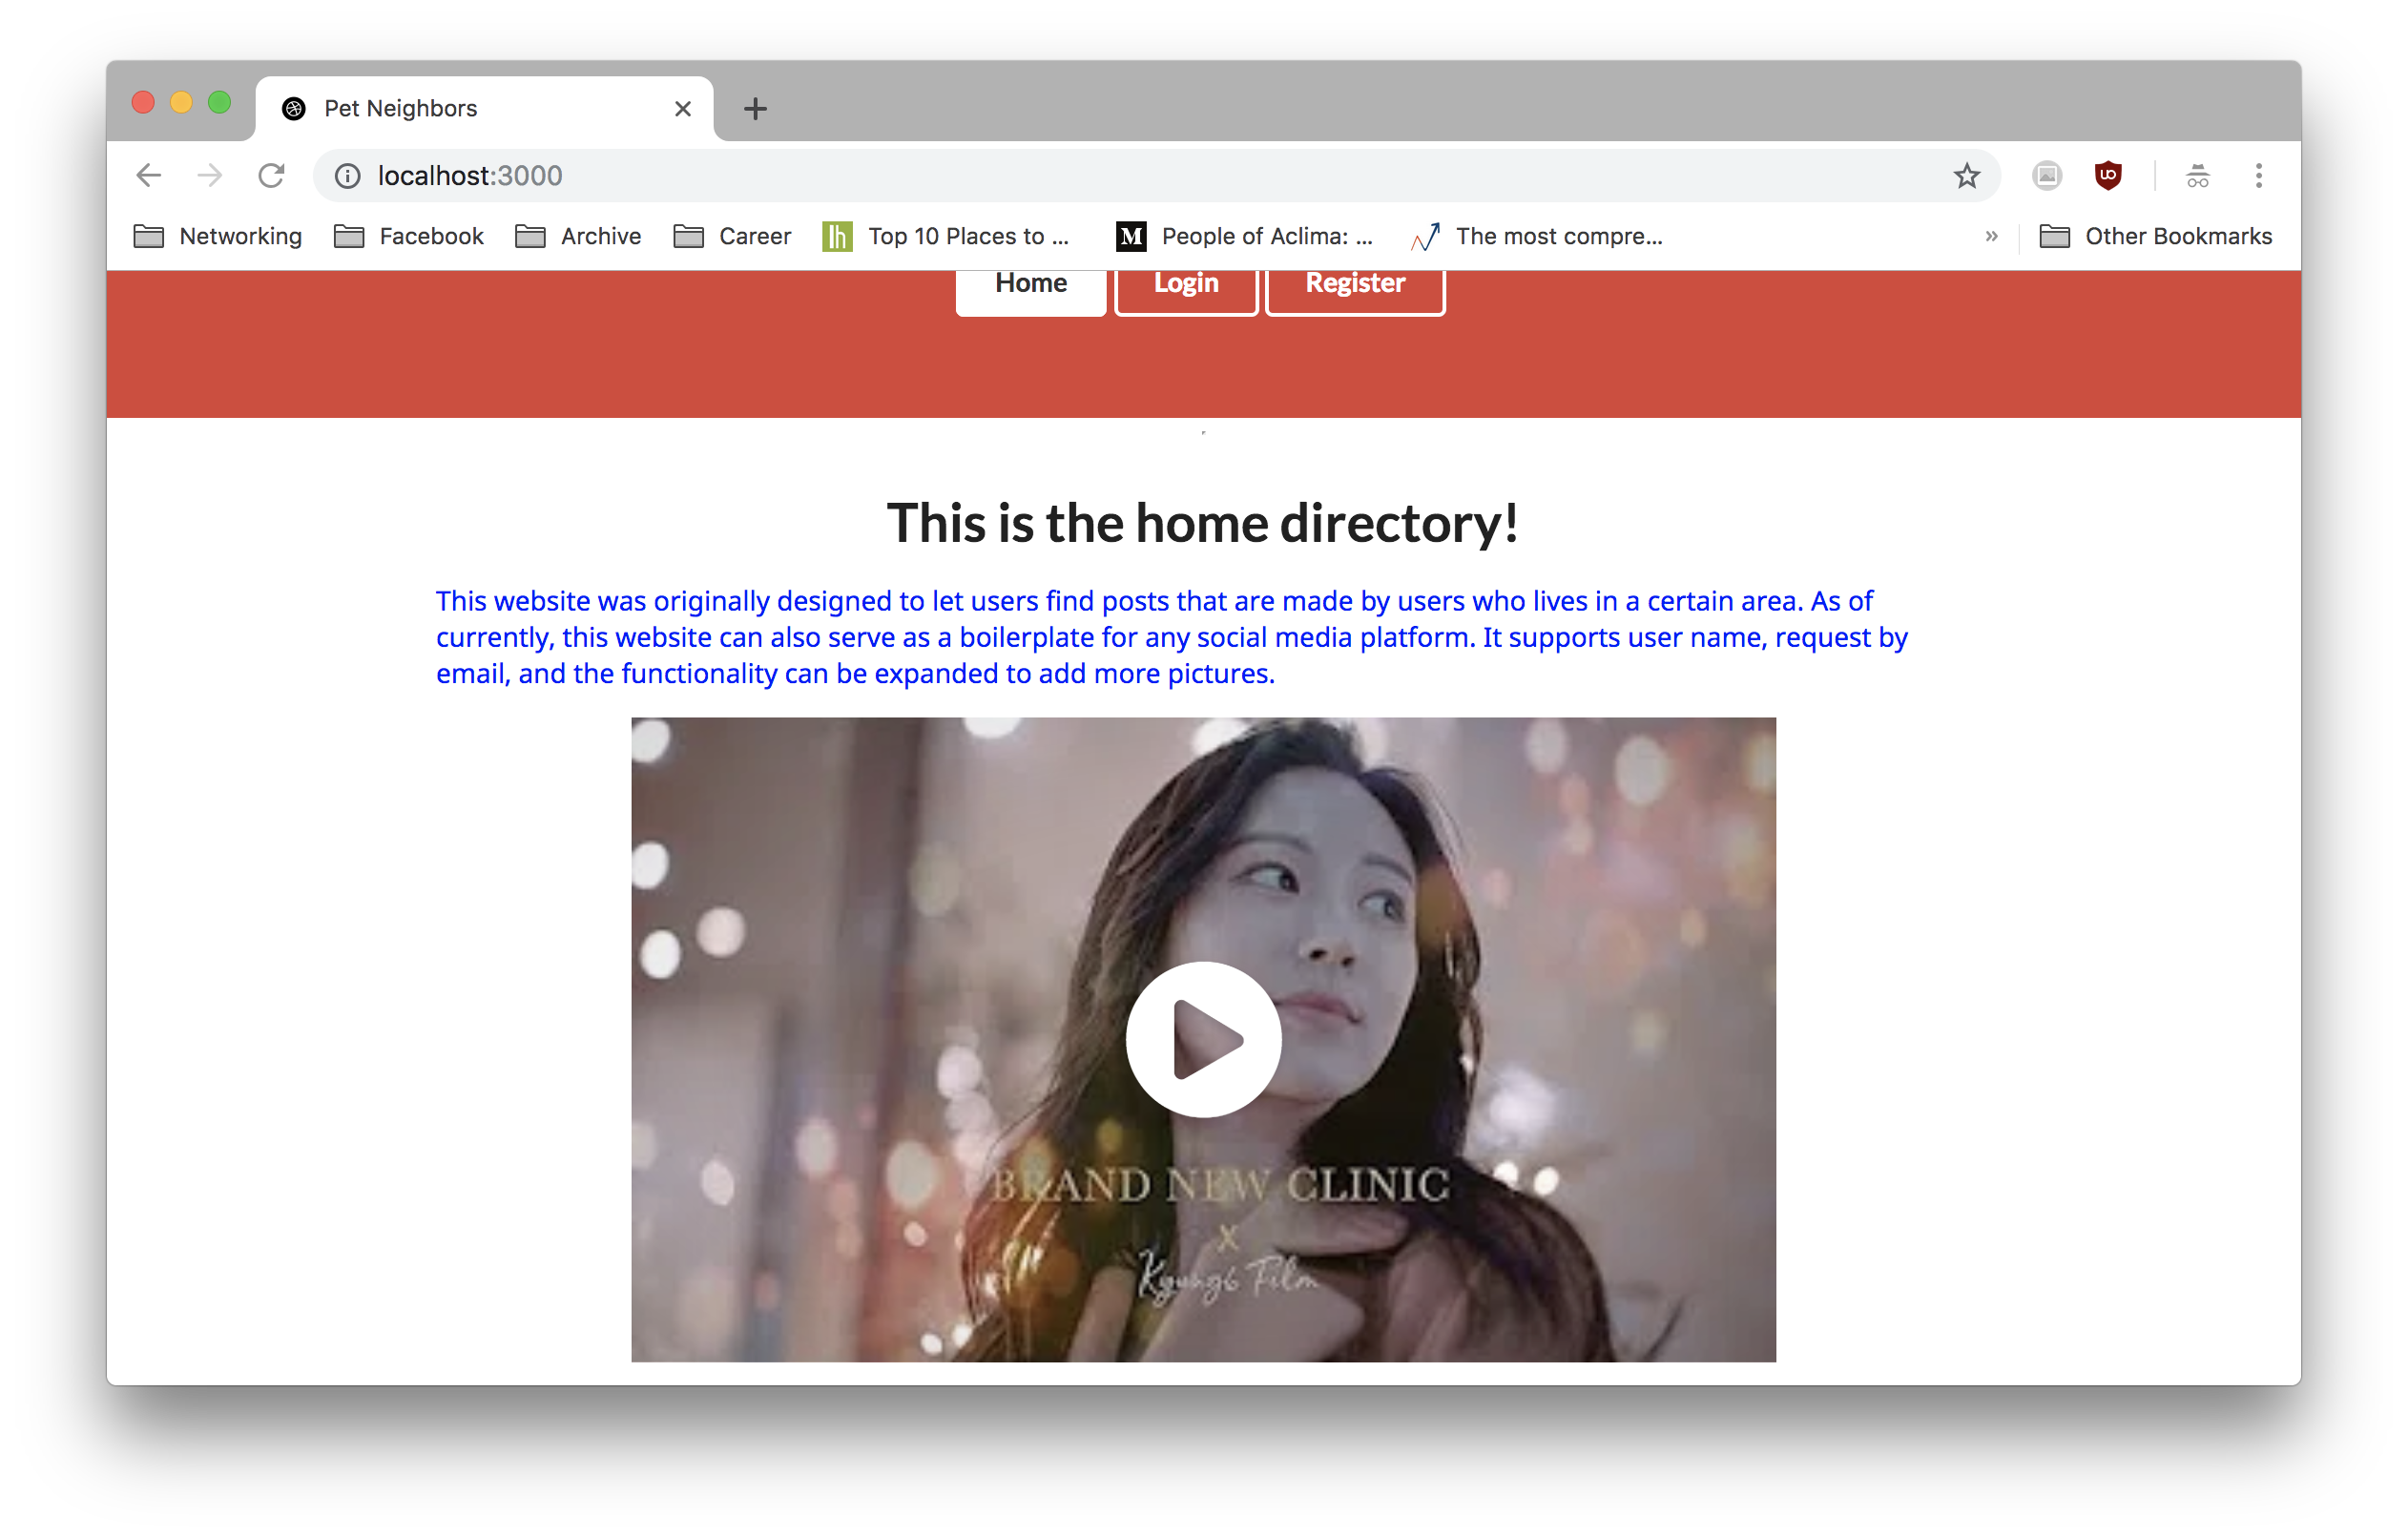 Pet Neighbors
localhost:3000
Networking Facebook Archive Career lh Top 10 Places to ... M People of Aclima: ... The most compre... » Other Bookmarks
Home Login Register
This is the home directory!
This website was originally designed to let users find posts that are made by users who lives in a certain area. As of
currently, this website can also serve as a boilerplate for any social media platform. It supports user name, request by
email, and the functionality can be expanded to add more pictures.
BRAND NEW CLINIC
X
Kyung6 Film